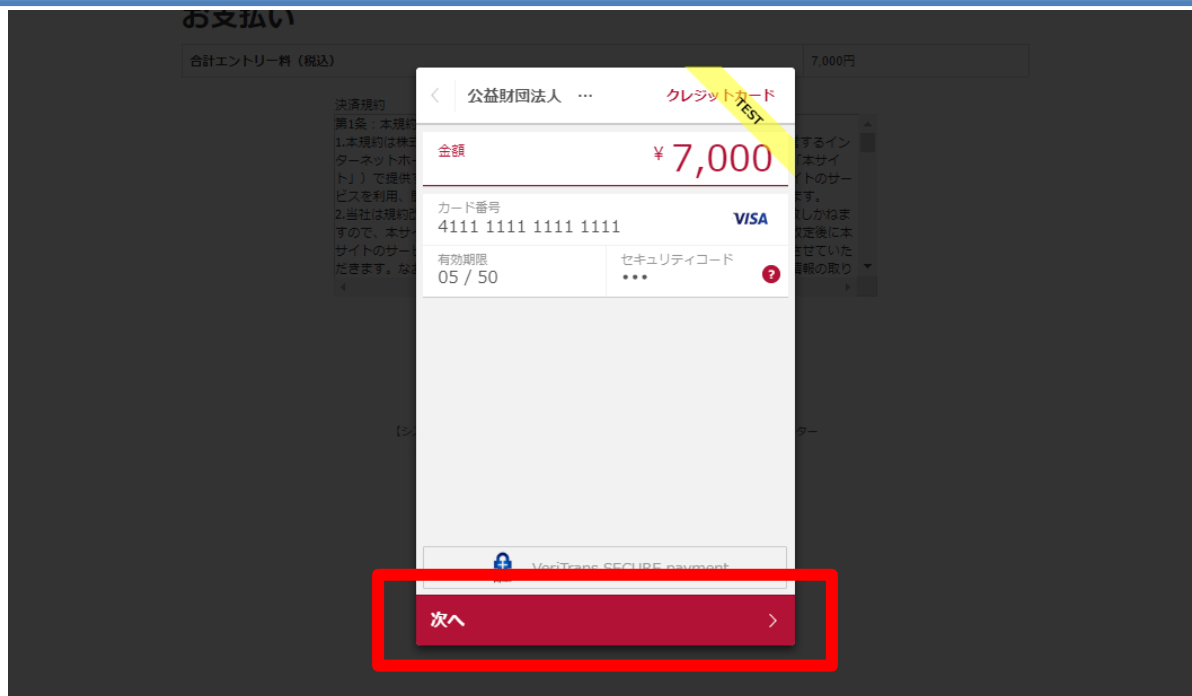 お支払い
合計エントリー料（税込）
7,000円
公益財団法人 …
クレジットカード
TEST
決済規約
第1条：本規約
1.本規約は株
するイン
ターネットホー
「本サイ
ト」）で提供
イトのサー
ビスを利用、
ます。
2.当社は規約
しかねま
すので、本サイ
改定後に本
サイトのサー
させていた
だきます。なお
情報の取り
金額
¥ 7,000
カード番号
4111 1111 1111 1111
VISA
有効期限
05 / 50
セキュリティコード
•••
?
VeriTrans SECURE payment
次へ